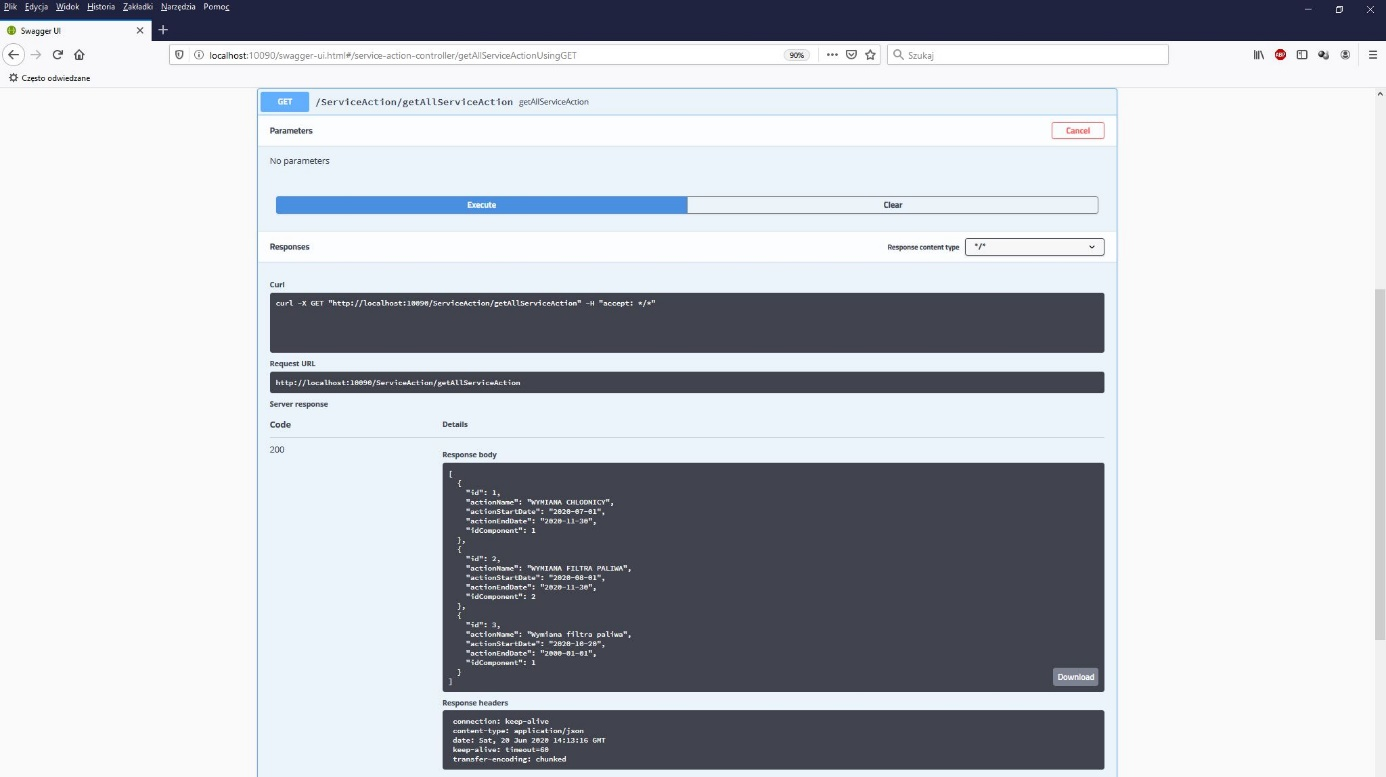 Plik Edycja Widok Historia Zakładki Narzędzia Pomoc
Swagger UI
localhost:10090/swagger-ui.html#/service-action-controller/getAllServiceActionUsingGET
90%
Szukaj
ABP
Często odwiedzane
GET /ServiceAction/getAllServiceAction getAllServiceAction
Parameters
Cancel
No parameters
Execute
Clear
Responses
Response content type */*
Curl
curl -X GET "http://localhost:10090/ServiceAction/getAllServiceAction" -H "accept: */*"
Request URL
http://localhost:10090/ServiceAction/getAllServiceAction
Server response
Code Details
200
Response body
[
{
"id": 1,
"actionName": "WYMIANA CHLODNICY",
"actionStartDate": "2020-07-01",
"actionEndDate": "2020-11-30",
"idComponent": 1
},
{
"id": 2,
"actionName": "WYMIANA FILTRA PALIWA",
"actionStartDate": "2020-08-01",
"actionEndDate": "2020-11-30",
"idComponent": 2
},
{
"id": 3,
"actionName": "Wymiana filtra paliwa",
"actionStartDate": "2020-10-20",
"actionEndDate": "2000-01-01",
"idComponent": 1
}
]
Download
Response headers
connection: keep-alive
content-type: application/json
date: Sat, 20 Jun 2020 14:13:16 GMT
keep-alive: timeout=60
transfer-encoding: chunked